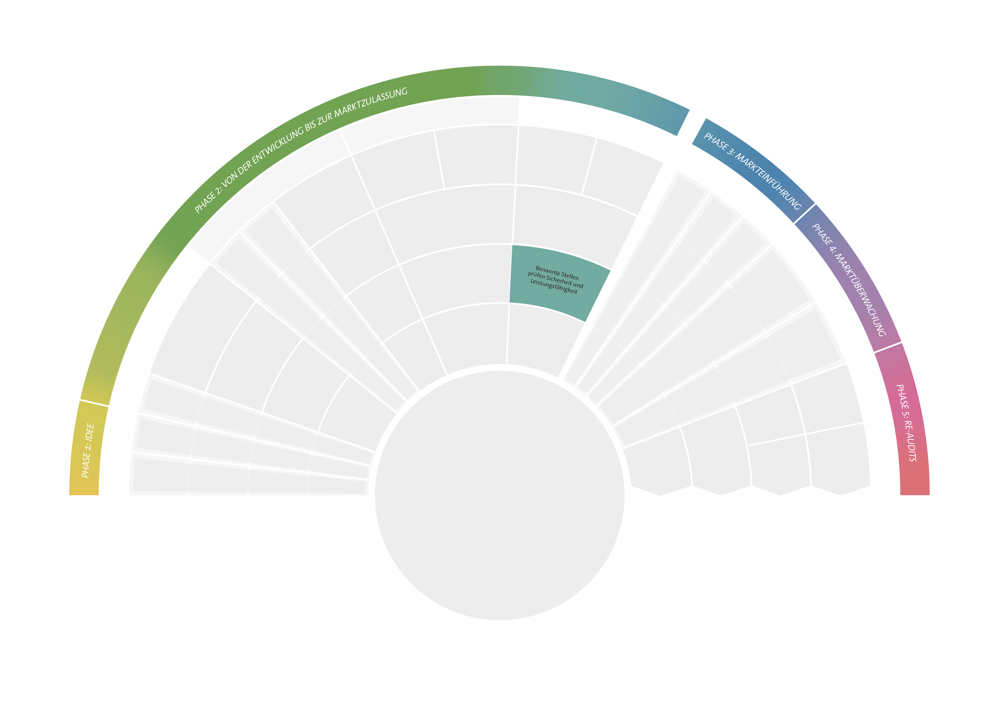 PHASE 1: IDEE
PHASE 2: VON DER ENTWICKLUNG BIS ZUR MARKTZULASSUNG
PHASE 3: MARKTEINFÜHRUNG
PHASE 4: MARKTÜBERWACHUNG
PHASE 5: RE-AUDITS
Benannte Stellen
prüfen Sicherheit und
Leistungsfähigkeit